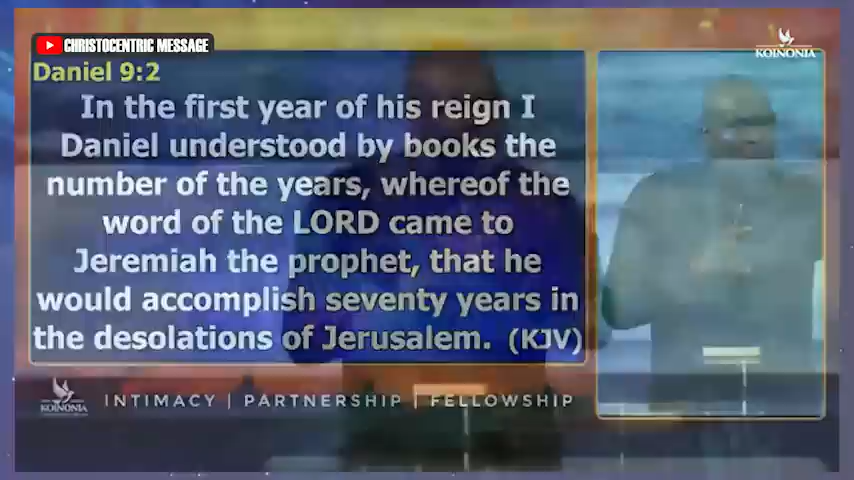 CHRISTOCENTRIC MESSAGE
KOINONIA
Daniel 9:2
In the first year of his reign I
Daniel understood by books the
number of the years, whereof the
word of the LORD came to
Jeremiah the prophet, that he
would accomplish seventy years in
the desolations of Jerusalem. (KJV)
KOINONIA
INTIMACY | PARTNERSHIP | FELLOWSHIP